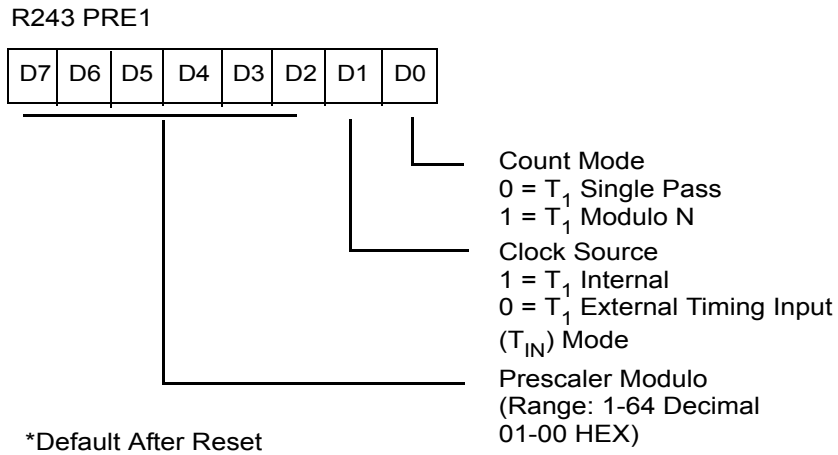 R243 PRE1
D7 D6 D5 D4 D3 D2 D1 D0
Count Mode
0 = T1 Single Pass
1 = T1 Modulo N
Clock Source
1 = T1 Internal
0 = T1 External Timing Input
(TIN) Mode
Prescaler Modulo
(Range: 1-64 Decimal
01-00 HEX)
*Default After Reset